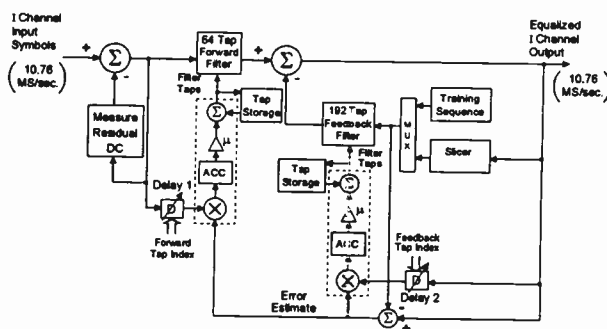 I Channel
Input
Symbols
(10.76
MS/sec.)
+
Σ
-
64 Tap
Forward
Filter
+
Σ
-
Equalized
I Channel
Output
(10.76
MS/sec.)
Filter
Taps
Tap
Storage
Σ
μ
ACC
Measure
Residual
DC
Delay 1
D
Forward
Tap Index
192 Tap
Feedback
Filter
Filter
Taps
Tap
Storage
Σ
μ
ACC
MUX
Training
Sequence
Slicer
Feedback
Tap Index
D
Delay 2
Error
Estimate
Σ
-
+